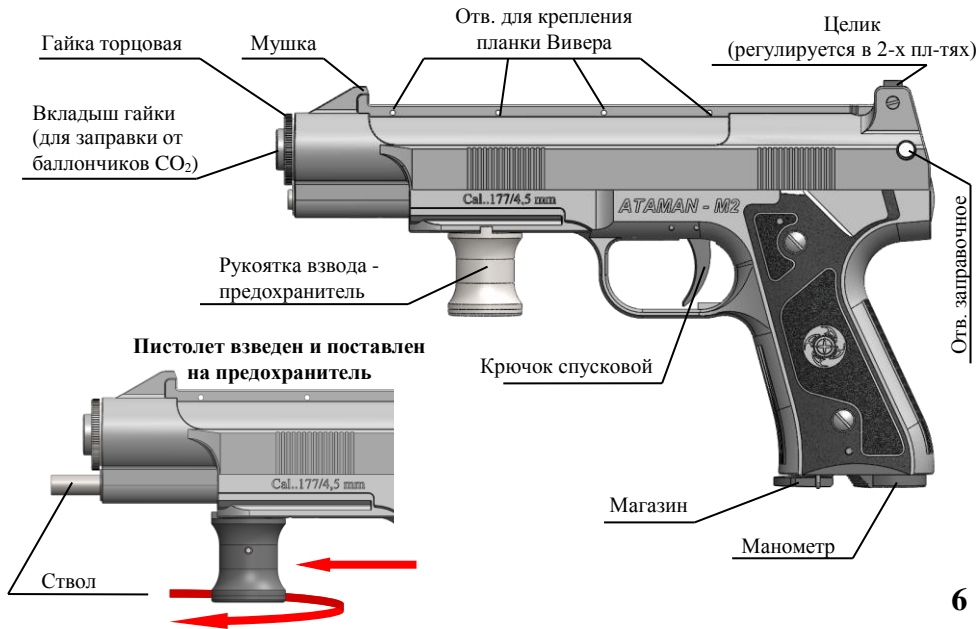 Отв. для крепления
планки Вивера
Целик
(регулируется в 2-х пл-тях)
Гайка торцовая
Мушка
Вкладыш гайки
(для заправки от
баллончиков CO₂)
Cal..177/4,5 mm
ATAMAN - M2
Рукоятка взвода -
предохранитель
Отв. заправочное
Пистолет взведен и поставлен
на предохранитель
Крючок спусковой
Cal..177/4,5 mm
Магазин
Манометр
Ствол
6